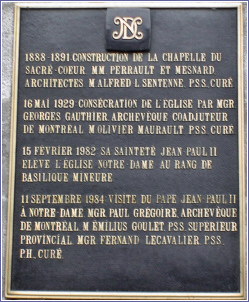 ND
1888-1891 CONSTRUCTION DE LA CHAPELLE DU
SACRÉ-COEUR. MM. PERRAULT ET MESNARD
ARCHITECTES M ALFRED L. SENTENNE. P.S.S. CURÉ
16 MAI 1929 CONSÉCRATION DE L'ÉGLISE PAR MGR
GEORGES GAUTHIER, ARCHEVÊQUE COADJUTEUR
DE MONTRÉAL M OLIVIER MAURAULT. P.S.S. CURÉ
15 FÉVRIER 1982 SA SAINTETÉ JEAN-PAUL II
ÉLÈVE L'ÉGLISE NOTRE-DAME AU RANG DE
BASILIQUE MINEURE
11 SEPTEMBRE 1984 VISITE DU PAPE JEAN-PAUL II
À NOTRE-DAME MGR PAUL GRÉGOIRE, ARCHEVÊQUE
DE MONTRÉAL M ÉMILIUS GOULET, P.S.S. SUPÉRIEUR
PROVINCIAL MGR FERNAND LECAVALIER P.S.S.
P.H., CURÉ